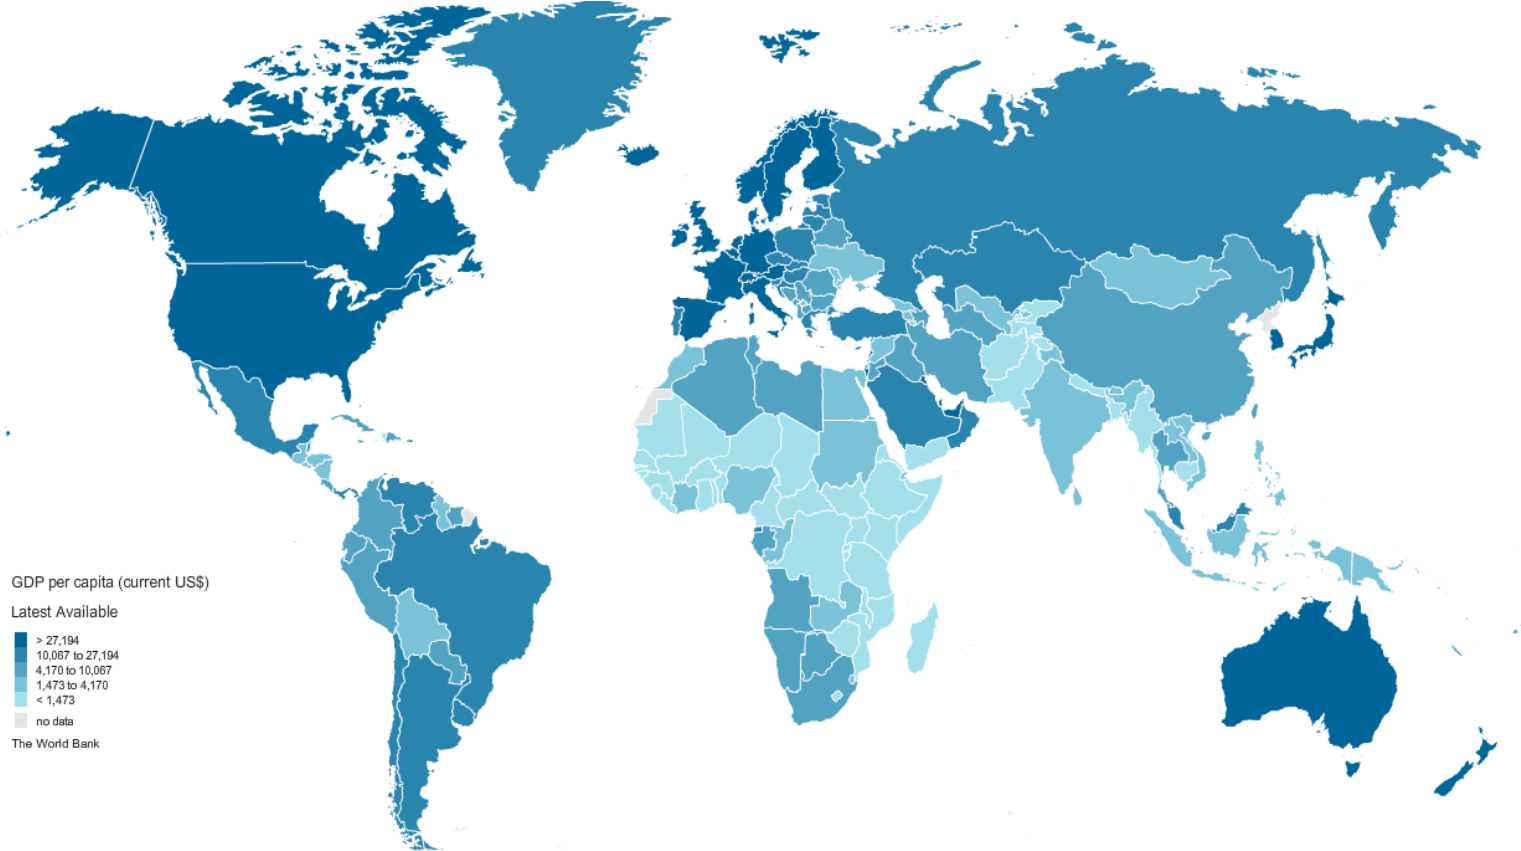 GDP per capita (current US$)
Latest Available
> 27,194
10,067 to 27,194
4,170 to 10,067
1,473 to 4,170
< 1,473
no data
The World Bank